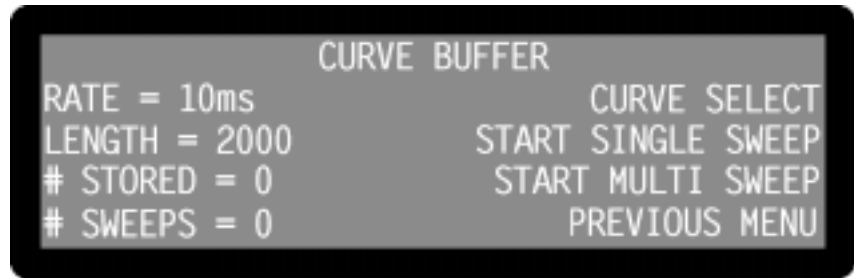 CURVE BUFFER
RATE = 10ms CURVE SELECT
LENGTH = 2000 START SINGLE SWEEP
# STORED = 0 START MULTI SWEEP
# SWEEPS = 0 PREVIOUS MENU